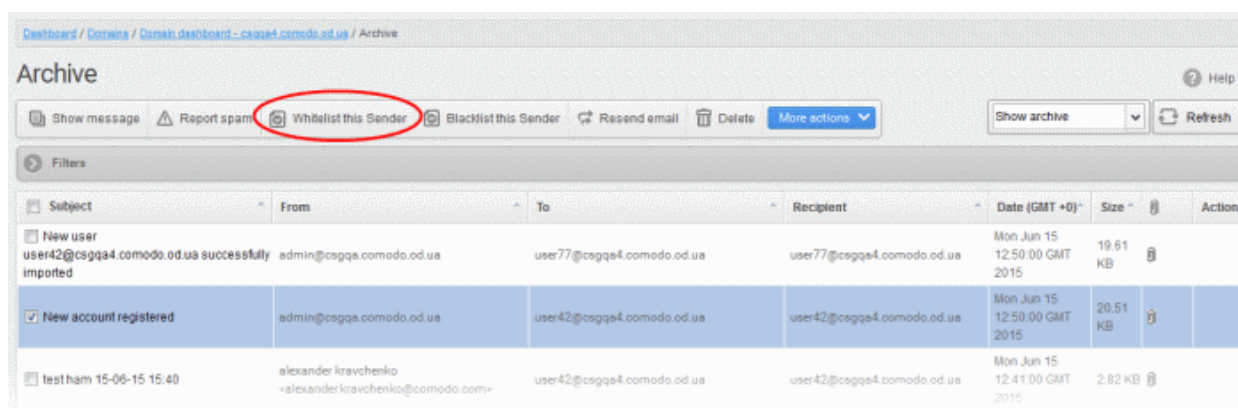 Dashboard / Domains / Domain dashboard - csgqa4.comodo.od.ua / Archive
Archive
Help
Show message Report spam Whitelist this Sender Blacklist this Sender Resend email Delete More actions Show archive Refresh
Filters
Subject From To Recipient Date (GMT +0) Size Action
New user
user42@csgqa4.comodo.od.ua successfully
imported
admin@csgqa.comodo.od.ua
user77@csgqa4.comodo.od.ua
user77@csgqa4.comodo.od.ua
Mon Jun 15
12:50:00 GMT
2015
19.61
KB
New account registered
admin@csgqa.comodo.od.ua
user42@csgqa4.comodo.od.ua
user42@csgqa4.comodo.od.ua
Mon Jun 15
12:50:00 GMT
2015
20.51
KB
test ham 15-06-15 15:40
alexander kravchenko
<alexander.kravchenko@comodo.com>
user42@csgqa4.comodo.od.ua
user42@csgqa4.comodo.od.ua
Mon Jun 15
12:41:00 GMT
2015
2.82 KB